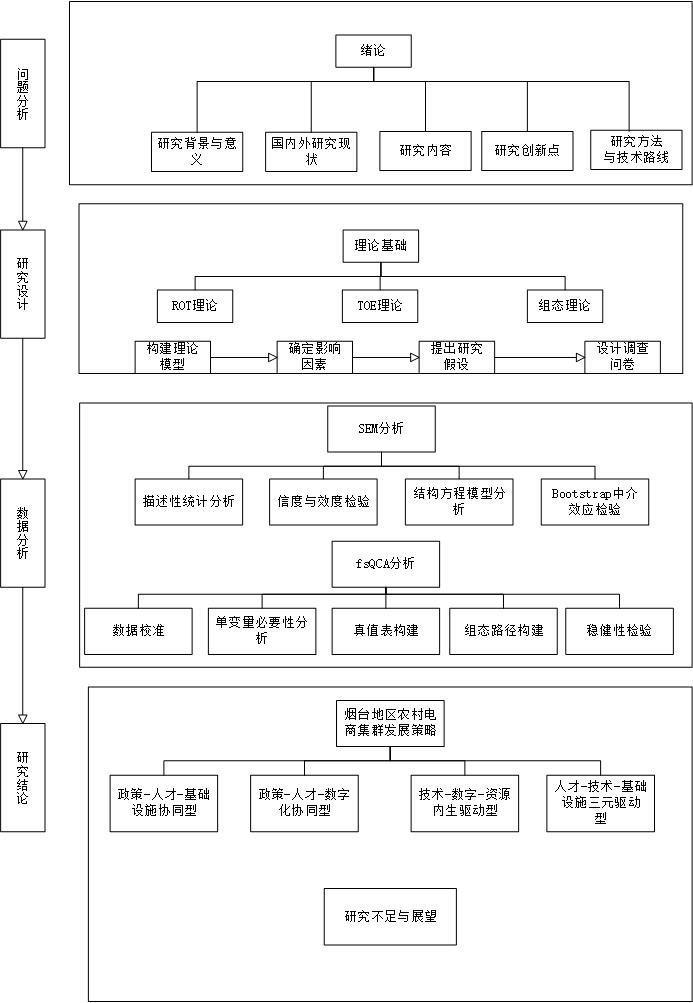 问题分析
绪论
研究背景与意
义
国内外研究现
状
研究内容
研究创新点
研究方法
与技术路线
研究设计
理论基础
ROT理论
TOE理论
组态理论
构建理论
模型
确定影响
因素
提出研究
假设
设计调查
问卷
数据分析
SEM分析
描述性统计分析
信度与效度检验
结构方程模型分
析
Bootstrap中介
效应检验
fsQCA分析
数据校准
单变量必要性分
析
真值表构建
组态路径构建
稳健性检验
研究结论
烟台地区农村电
商集群发展策略
政策-人才-基础
设施协同型
政策-人才-数字
化协同型
技术-数字-资源
内生驱动型
人才-技术-基础
设施三元驱动
型
研究不足与展望